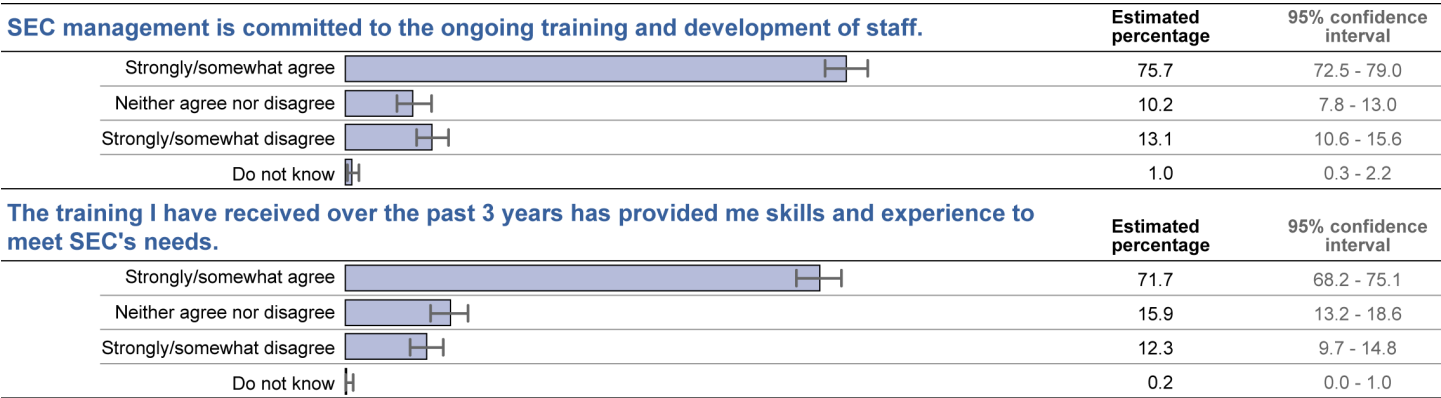 SEC management is committed to the ongoing training and development of staff.
Estimated percentage
95% confidence interval
Strongly/somewhat agree 75.7 72.5 - 79.0
Neither agree nor disagree 10.2 7.8 - 13.0
Strongly/somewhat disagree 13.1 10.6 - 15.6
Do not know 1.0 0.3 - 2.2
The training I have received over the past 3 years has provided me skills and experience to
meet SEC's needs.
Estimated percentage
95% confidence interval
Strongly/somewhat agree 71.7 68.2 - 75.1
Neither agree nor disagree 15.9 13.2 - 18.6
Strongly/somewhat disagree 12.3 9.7 - 14.8
Do not know 0.2 0.0 - 1.0